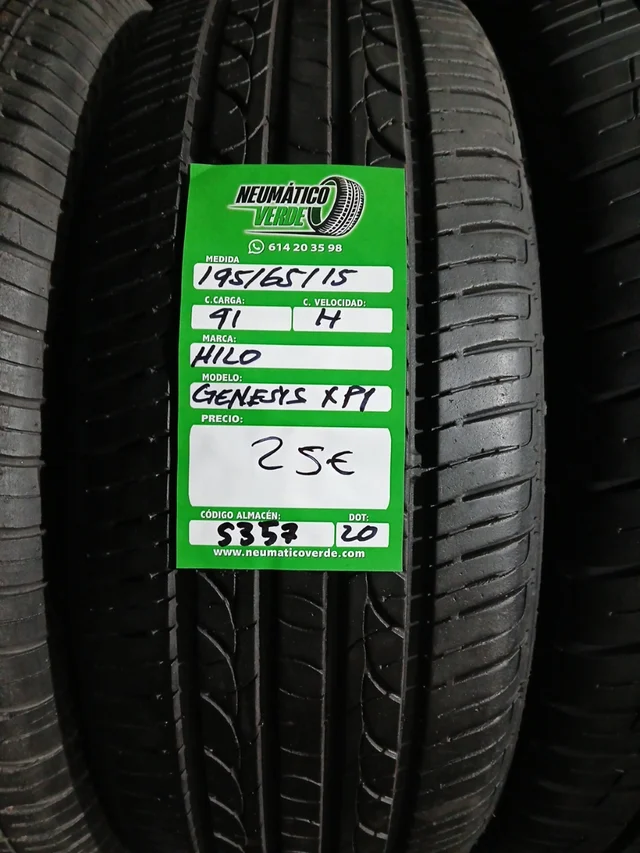 NEUMÁTICO
VERDE
614 20 35 98
MEDIDA
195/65/15
C.CARGA: C. VELOCIDAD:
91 H
MARCA:
HILO
MODELO:
GENESYS XP1
PRECIO:
25€
CÓDIGO ALMACÉN: DOT:
S357 20
www.neumaticoverde.com